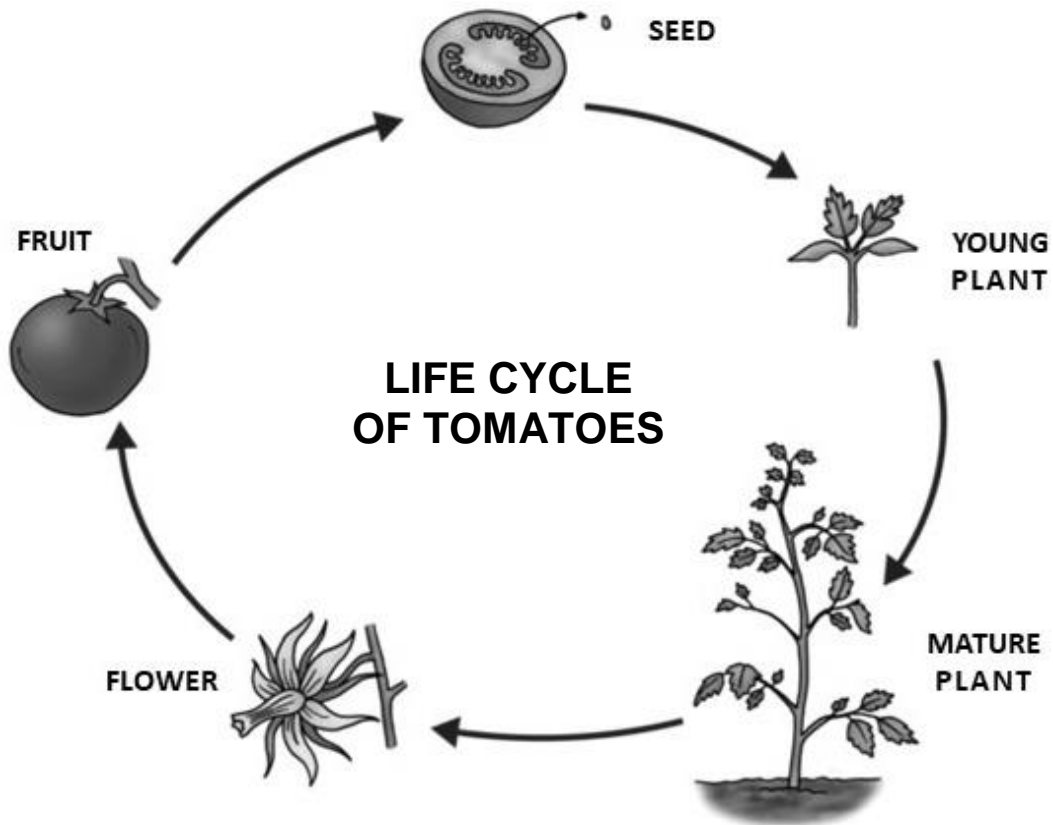 SEED
FRUIT
YOUNG
PLANT
LIFE CYCLE
OF TOMATOES
MATURE
PLANT
FLOWER